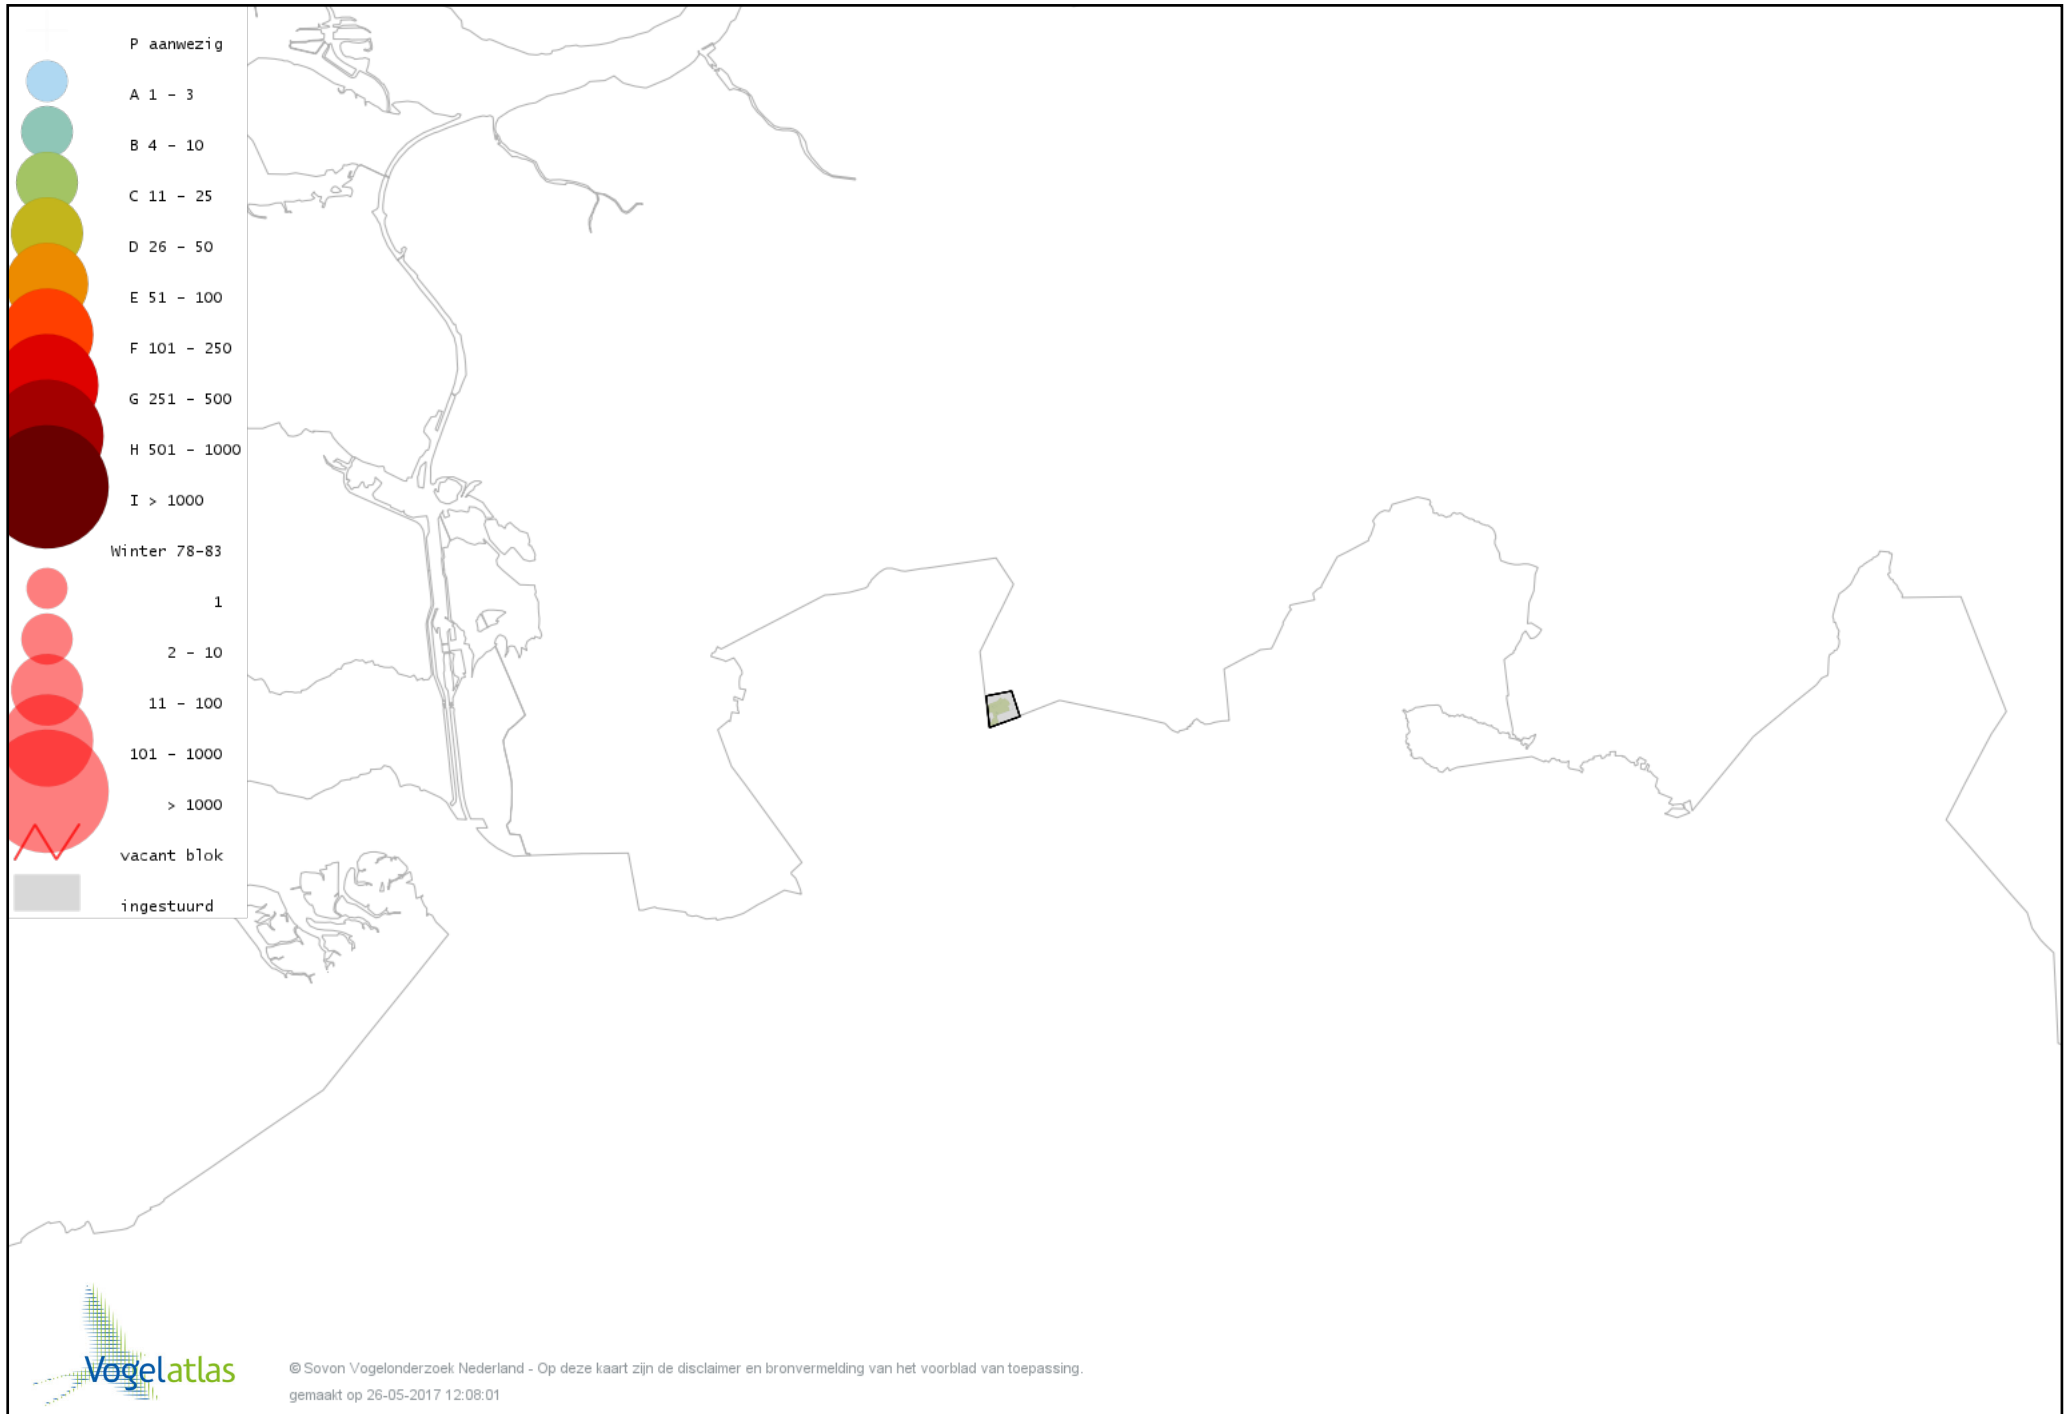 P aanwezig
A 1 - 3
B 4 - 10
C 11 - 25
D 26 - 50
E 51 - 100
F 101 - 250
G 251 - 500
H 501 - 1000
I > 1000
Winter 78-83
1
2 - 10
11 - 100
101 - 1000
> 1000
vacant blok
ingestuurd
Vogelatlas
© Sovon Vogelonderzoek Nederland - Op deze kaart zijn de disclaimer en bronvermelding van het voorblad van toepassing.
gemaakt op 26-05-2017 12:08:01